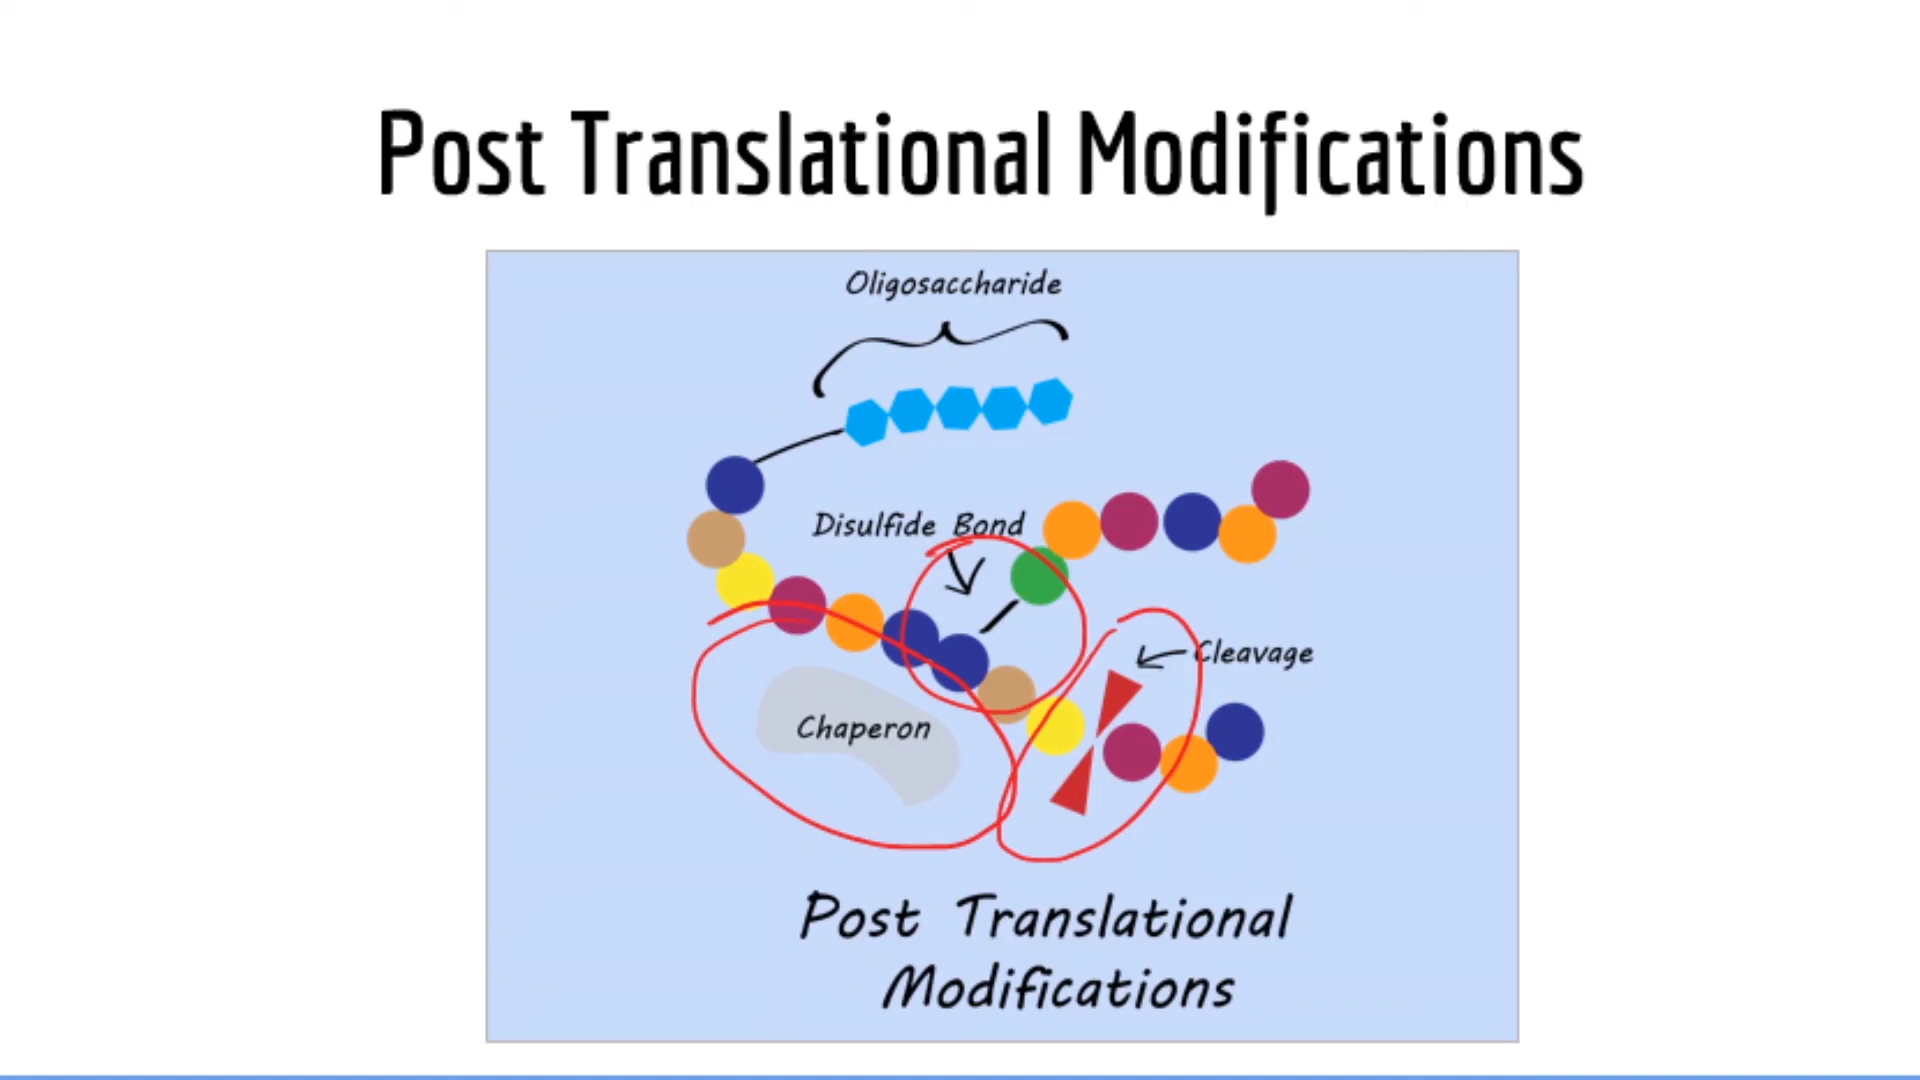 Post Translational Modifications
Oligosaccharide
Disulfide Bond
Cleavage
Chaperon
Post Translational
Modifications